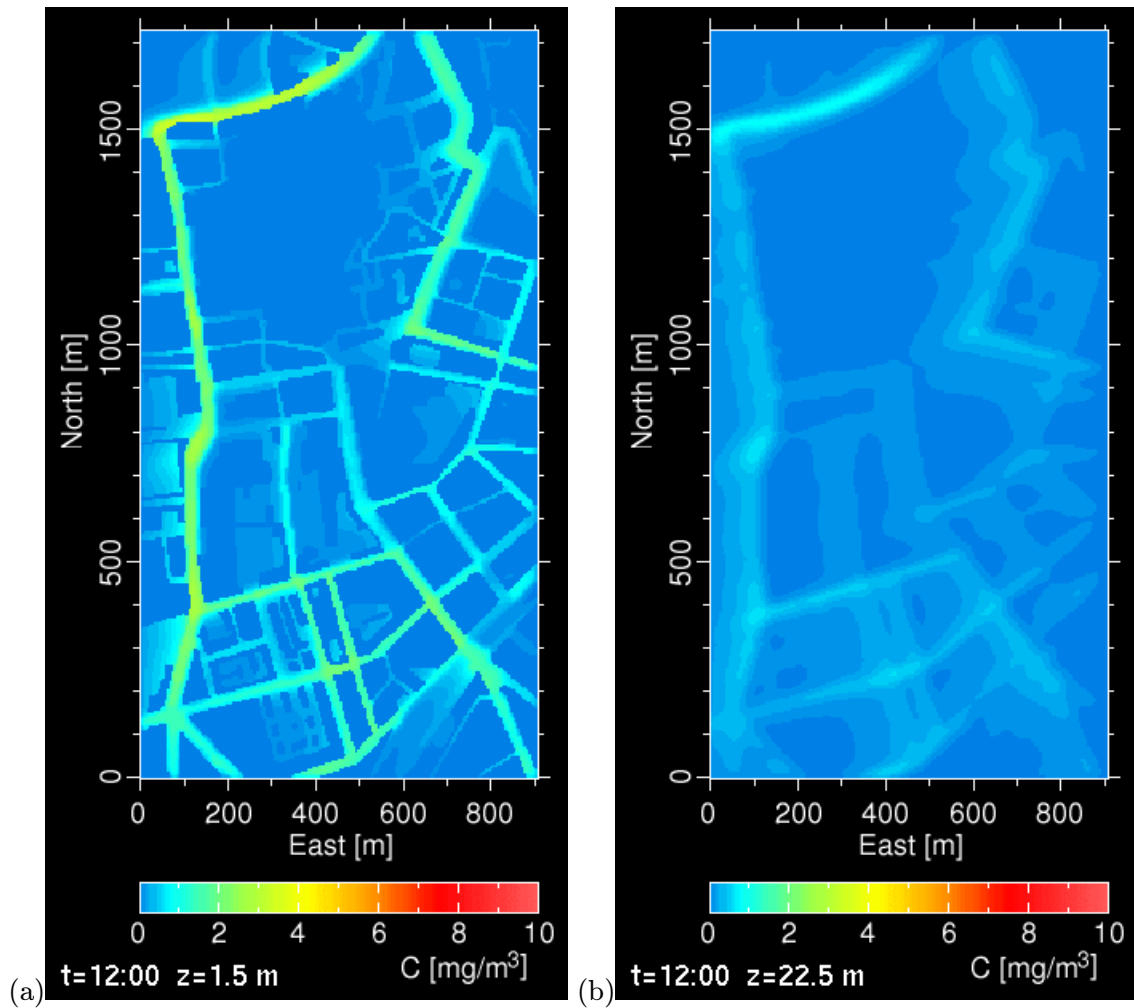 1500
1000
500
0
North [m]
0 200 400 600 800
East [m]
0 2 4 6 8 10
C [mg/m³]
t=12:00 z=1.5 m
(a)
1500
1000
500
0
North [m]
0 200 400 600 800
East [m]
0 2 4 6 8 10
C [mg/m³]
t=12:00 z=22.5 m
(b)